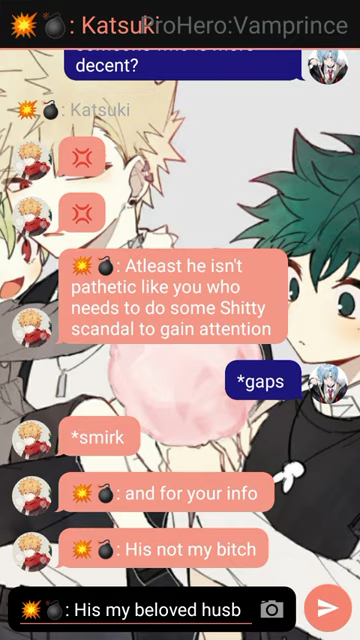 💥💣: Katsuki ProHero:Vamprince
decent?
💥💣: Katsuki
💢
💢
💥💣: Atleast he isn't
pathetic like you who
needs to do some Shitty
scandal to gain attention
*gaps
*smirk
💥💣: and for your info
💥💣: His not my bitch
💥💣: His my beloved husb